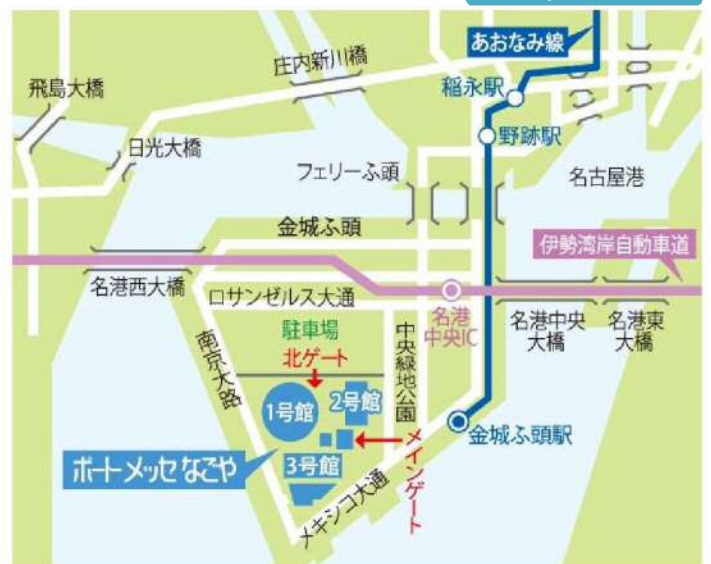 あおなみ線
庄内新川橋
稲永駅
飛島大橋
日光大橋
野跡駅
フェリーふ頭
名古屋港
金城ふ頭
伊勢湾岸自動車道
名港西大橋
ロサンゼルス大通
名港
中央IC
名港中央
大橋
名港東
大橋
南京大路
駐車場
北ゲート
中央緑地公園
1号館
2号館
金城ふ頭駅
メインゲート
ポートメッセなごや
3号館
メキシコ大通